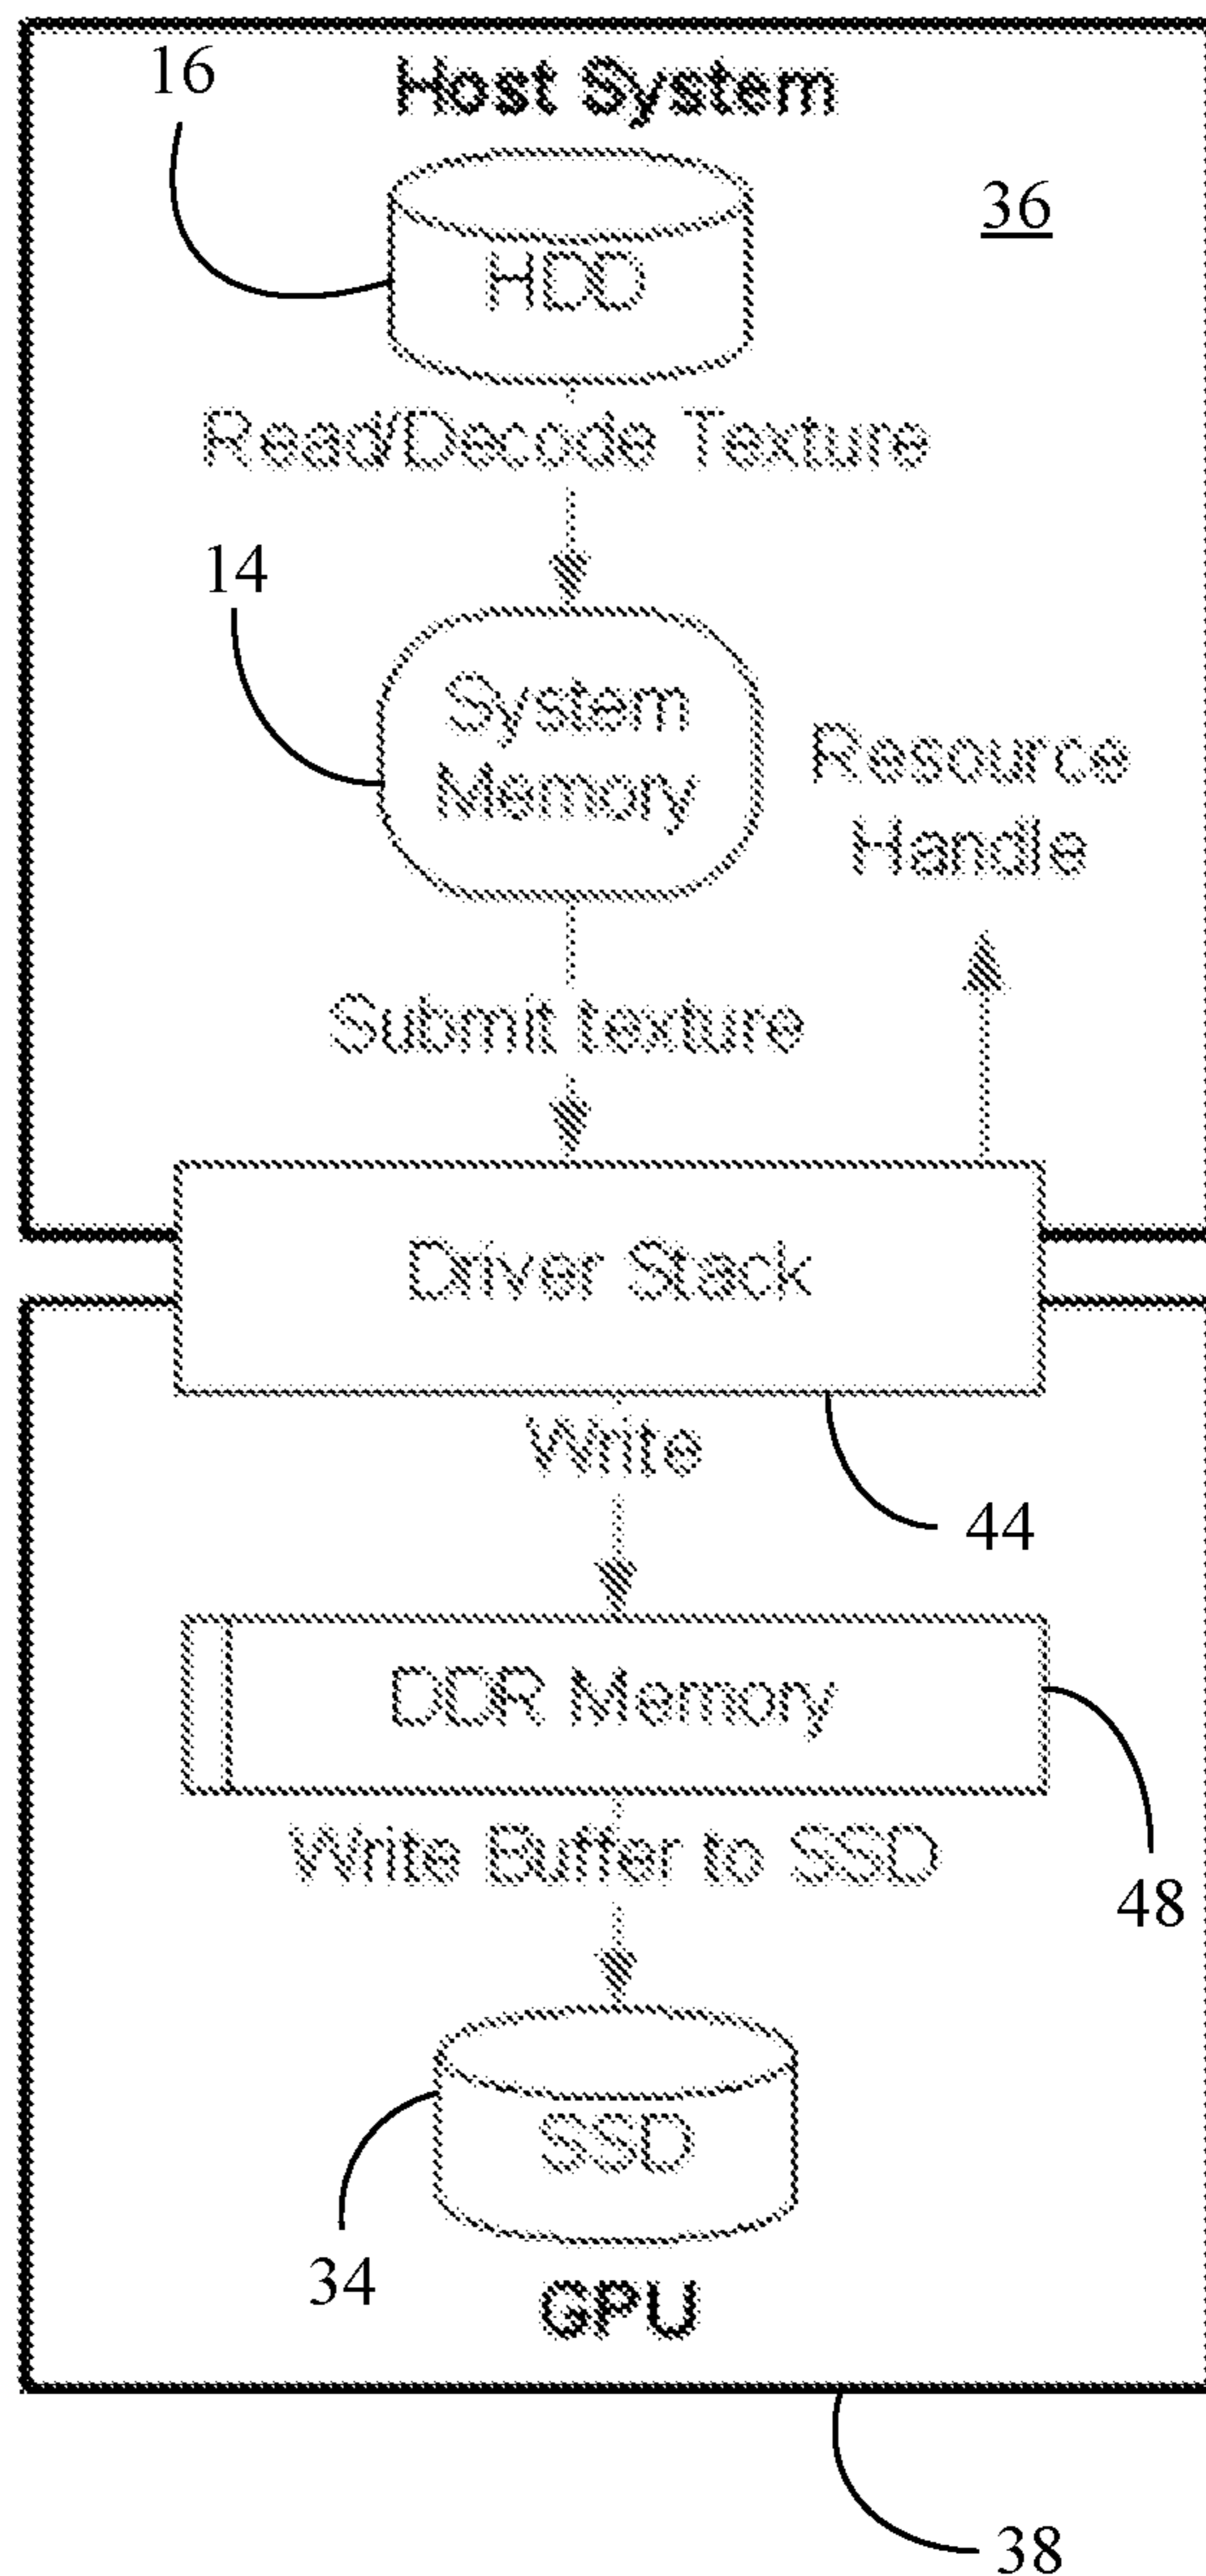 16
Host System
36
HDD
Read/Decode Texture
14
System
Memory
Resource
Handle
Submit texture
Driver Stack
Write
44
DDR Memory
Write Buffer to SSD
48
SSD
34
GPU
38